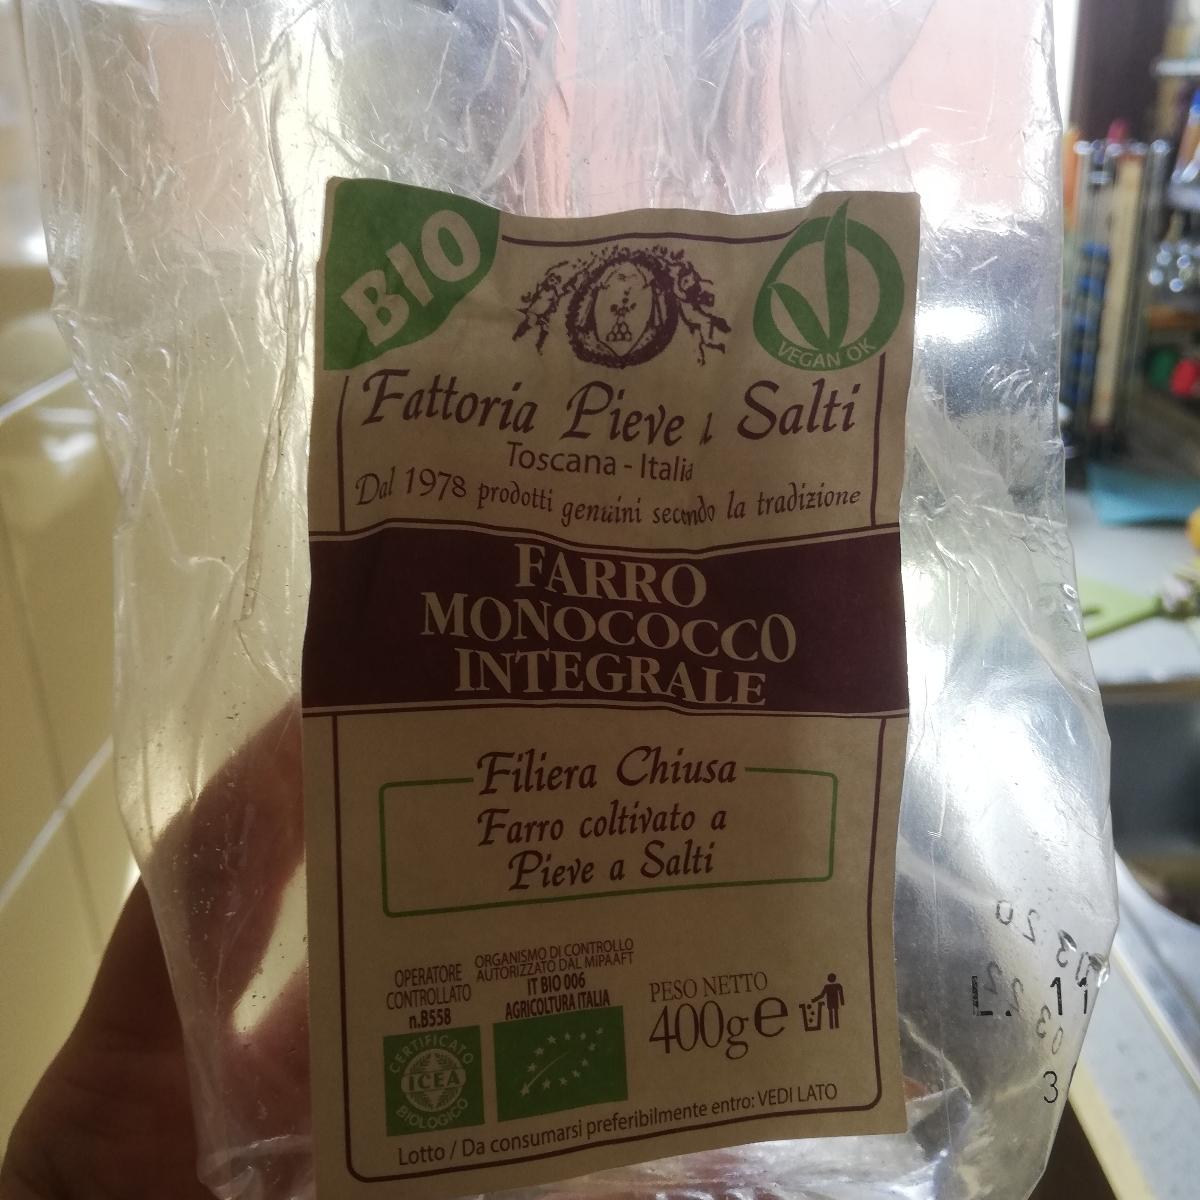 BIO
VEGAN OK
Fattoria Pieve a Salti
Toscana - Italia
Dal 1978 prodotti genuini secondo la tradizione
FARRO
MONOCOCCO
INTEGRALE
Filiera Chiusa
Farro coltivato a
Pieve a Salti
OPERATORE
CONTROLLATO
n.B558
CERTIFICATO
ICEA
BIOLOGICO
ORGANISMO DI CONTROLLO
AUTORIZZATO DAL MIPAAFT
IT BIO 006
AGRICOLTURA ITALIA
PESO NETTO
400g e
Lotto / Da consumarsi preferibilmente entro: VEDI LATO